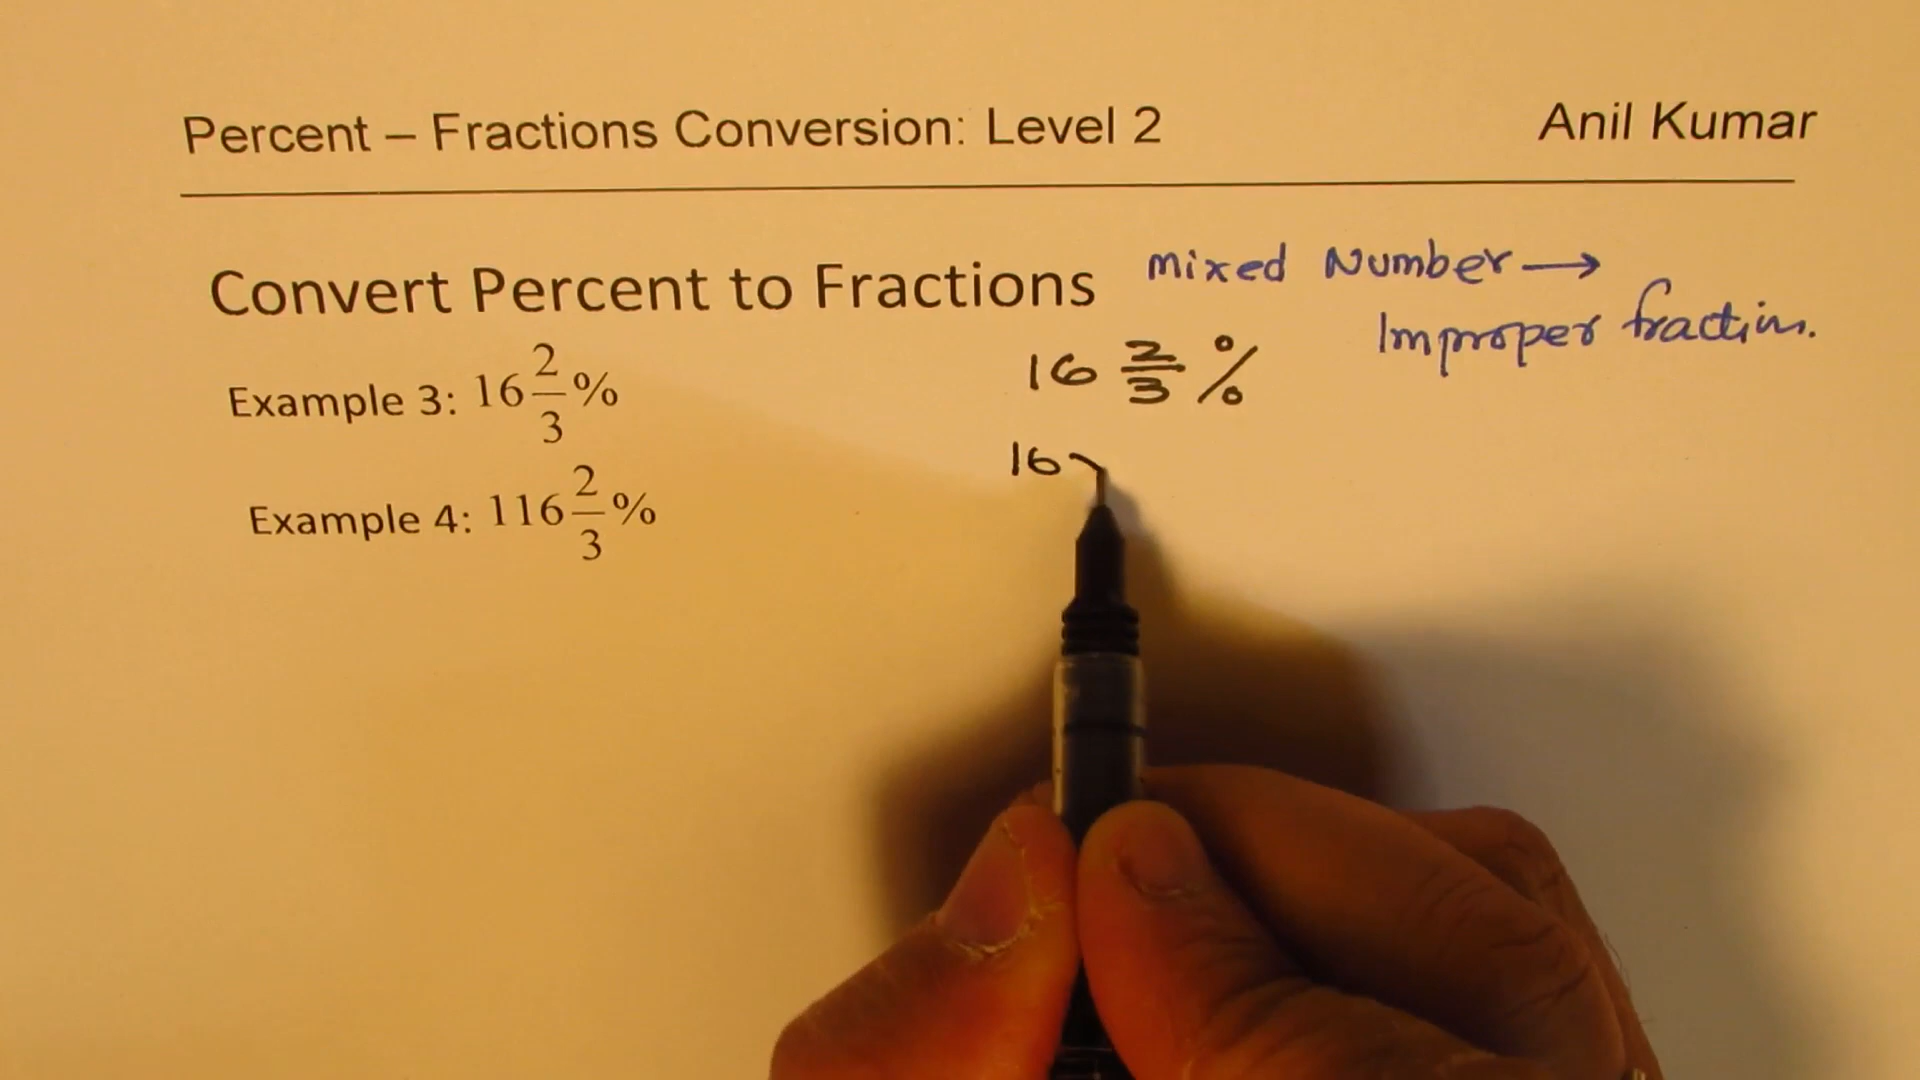 Percent – Fractions Conversion: Level 2 Anil Kumar
Convert Percent to Fractions
Mixed Number →
Improper fraction.
Example 3: 16 2/3 %
16 2/3 %
16
Example 4: 116 2/3 %